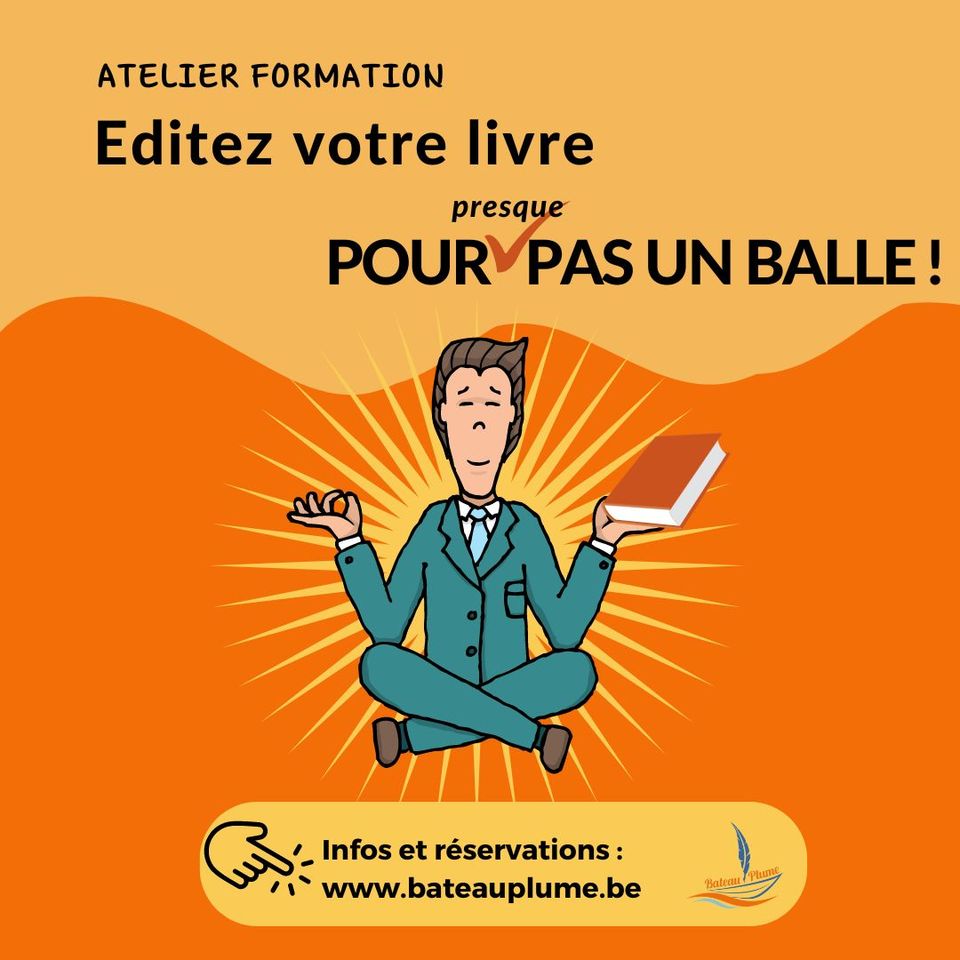 ATELIER FORMATION
Editez votre livre
presque
POUR PAS UN BALLE !
Infos et réservations :
www.bateauplume.be
Bateau Plume